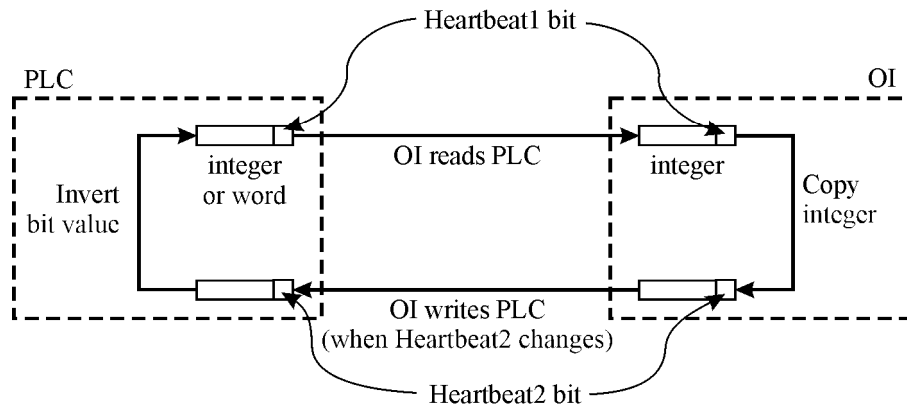 Heartbeat1 bit
PLC
OI
integer
or word
OI reads PLC
integer
Invert
bit value
Copy
integer
OI writes PLC
(when Heartbeat2 changes)
Heartbeat2 bit